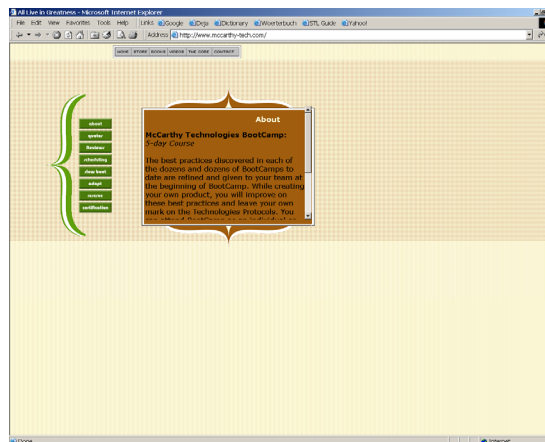 All Live in Greatness - Microsoft Internet Explorer
File Edit View Favorites Tools Help Links Google Deja Dictionary Woerterbuch STL Guide Yahoo!
Address http://www.mccarthy-tech.com/
HOME STORE BOOKS VIDEOS THE CORE CONTACT
about
quotes
Reviews
scheduling
view boot
adopt
success
certification
About
McCarthy Technologies BootCamp:
5-day Course
The best practices discovered in each of
the dozens and dozens of BootCamps to
date are refined and given to your team at
the beginning of BootCamp. While creating
your own product, you will improve on
these best practices and leave your own
mark on the Technologies Protocols. You
Done Internet